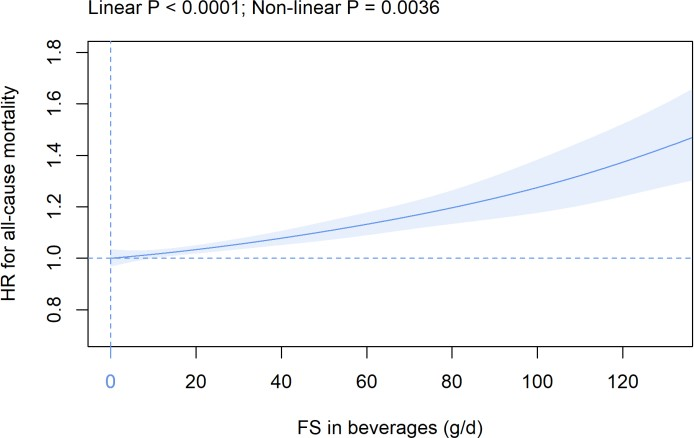 Linear P < 0.0001; Non-linear P = 0.0036
HR for all-cause mortality
1.8
1.6
1.4
1.2
1.0
0.8
0 20 40 60 80 100 120
FS in beverages (g/d)